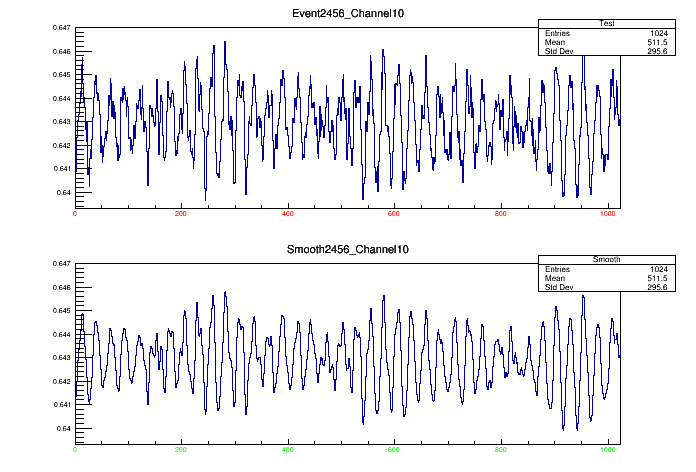 Event2456_Channel10
Test
Entries 1024
Mean 511.5
Std Dev 295.6
0.647
0.646
0.645
0.644
0.643
0.642
0.641
0.64
0 200 400 600 800 1000
Smooth2456_Channel10
Smooth
Entries 1024
Mean 511.5
Std Dev 295.6
0.647
0.646
0.645
0.644
0.643
0.642
0.641
0.64
0 200 400 600 800 1000